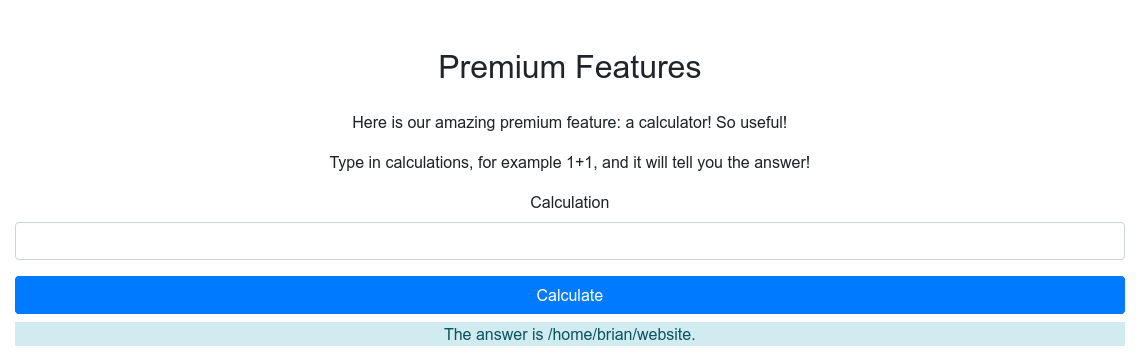 Premium Features
Here is our amazing premium feature: a calculator! So useful!
Type in calculations, for example 1+1, and it will tell you the answer!
Calculation
Calculate
The answer is /home/brian/website.